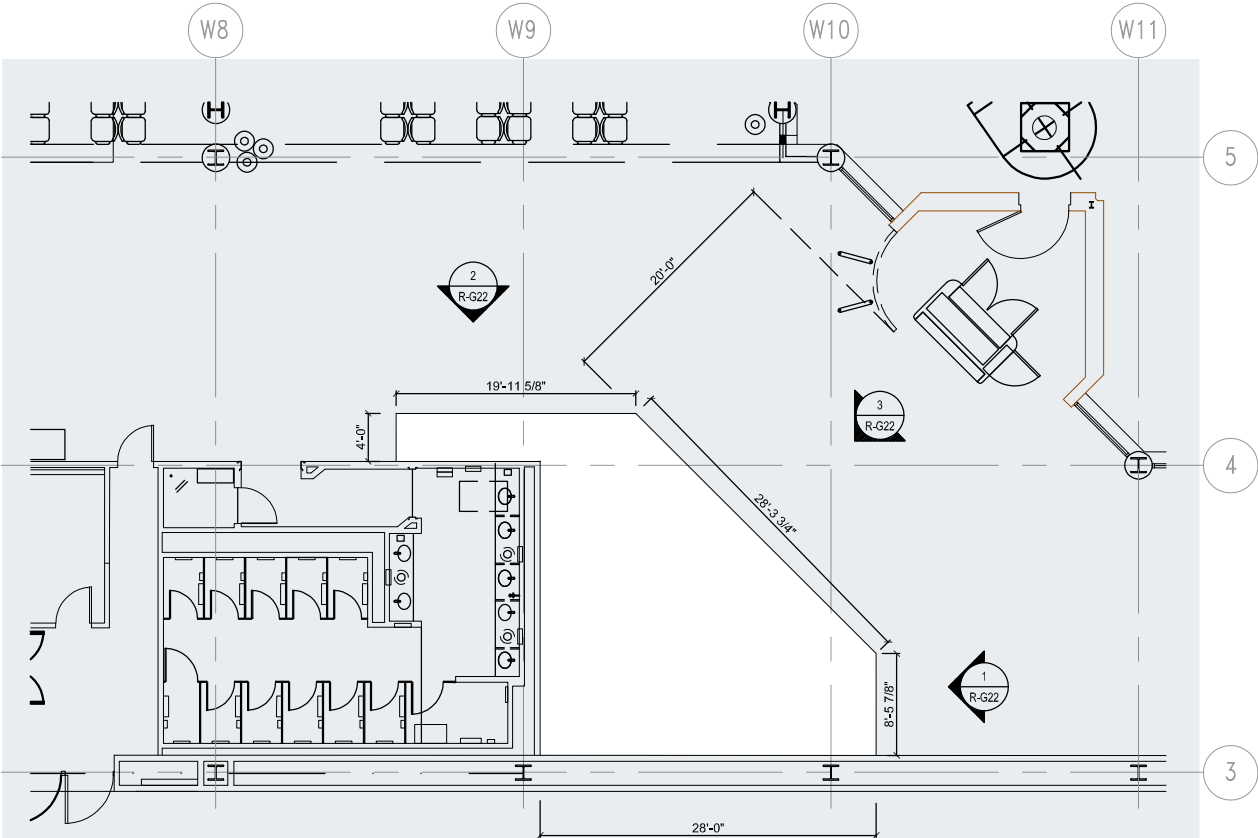 W8
W9
W10
W11
5
20'-0"
2
R-G22
19'-11 5/8"
3
R-G22
4'-0"
4
28'-3 3/4"
1
R-G22
8'-5 7/8"
3
28'-0"